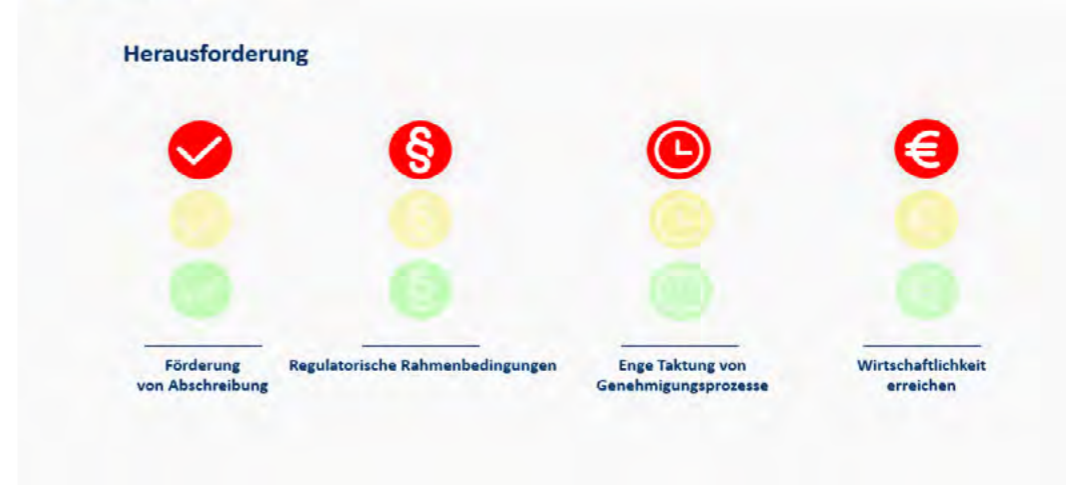 Herausforderung
§
€
§
§
Förderung
von Abschreibung
Regulatorische Rahmenbedingungen
Enge Taktung von
Genehmigungsprozesse
Wirtschaftlichkeit
erreichen